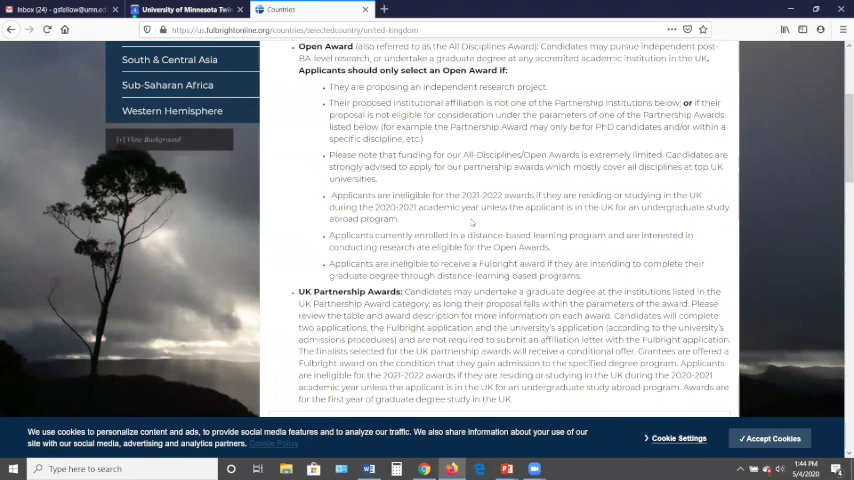 Inbox (24) - gsfellow@umn.ed
University of Minnesota Twin
Countries
https://us.fulbrightonline.org/countries/selectedcountry/united-kingdom
South & Central Asia
Sub-Saharan Africa
Western Hemisphere
[+] View Background
Open Award (also referred to as the All Disciplines Award): Candidates may pursue independent post-
BA-level research, or undertake a graduate degree at any accredited academic institution in the UK.
Applicants should only select an Open Award if:
They are proposing an independent research project.
Their proposed institutional affiliation is not one of the Partnership Institutions below; or if their
proposal is not eligible for consideration under the parameters of one of the Partnership Awards
listed below (for example the Partnership Award may only be for PhD candidates and/or within a
specific discipline, etc.)
Please note that funding for our All-Disciplines/Open Awards is extremely limited. Candidates are
strongly advised to apply for our partnership awards which mostly cover all disciplines at top UK
universities.
Applicants are ineligible for the 2021-2022 awards if they are residing or studying in the UK
during the 2020-2021 academic year unless the applicant is in the UK for an undergraduate study
abroad program.
Applicants currently enrolled in a distance-based learning program and are interested in
conducting research are eligible for the Open Awards.
Applicants are ineligible to receive a Fulbright award if they are intending to complete their
graduate degree through distance-learning based programs.
UK Partnership Awards: Candidates may undertake a graduate degree at the institutions listed in the
UK Partnership Award category, as long their proposal falls within the parameters of the award. Please
review the table and award description for more information on each award. Candidates will complete
two applications, the Fulbright application and the university's application (according to the university's
admissions procedures) and are not required to submit an affiliation letter with the Fulbright application.
The finalists selected for the UK partnership awards will receive a conditional offer. Grantees are offered a
Fulbright award on the condition that they gain admission to the specified degree program. Applicants
are ineligible for the 2021-2022 awards if they are residing or studying in the UK during the 2020-2021
academic year unless the applicant is in the UK for an undergraduate study abroad program. Awards are
for the first year of graduate degree study in the UK.
We use cookies to personalize content and ads, to provide social media features and to analyze our traffic. We also share information about your use of our
site with our social media, advertising and analytics partners. Cookie Policy
Cookie Settings
✓Accept Cookies
Type here to search
1:44 PM
5/4/2020
4